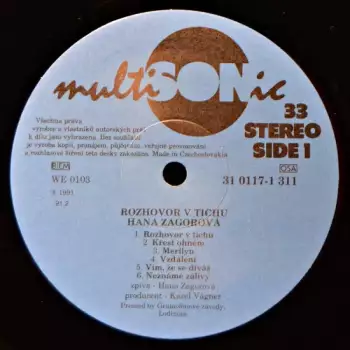 multiSONic
33
STEREO
SIDE 1
Všechna práva
výrobce a vlastníků autorských práv
k dílu jsou vyhrazena. Bez souhlasu
je výroba kopií, pronájem, půjčování, veřejné provozování
a rozhlasové šíření této desky zakázáno. Made in Czechoslovakia
BIEM
OSA
WE 0103
31 0117-1 311
℗ 1991
ROZHOVOR V TICHU
HANA ZAGOROVÁ
1. Rozhovor v tichu
2. Křest ohněm
3. Merilyn
4. Vzdálení
5. Vím, že se díváš
6. Neznámé zálivy
zpívá - Hana Zagorová
producent - Karel Vágner
Pressed by Gramofonové závody,
Loděnice